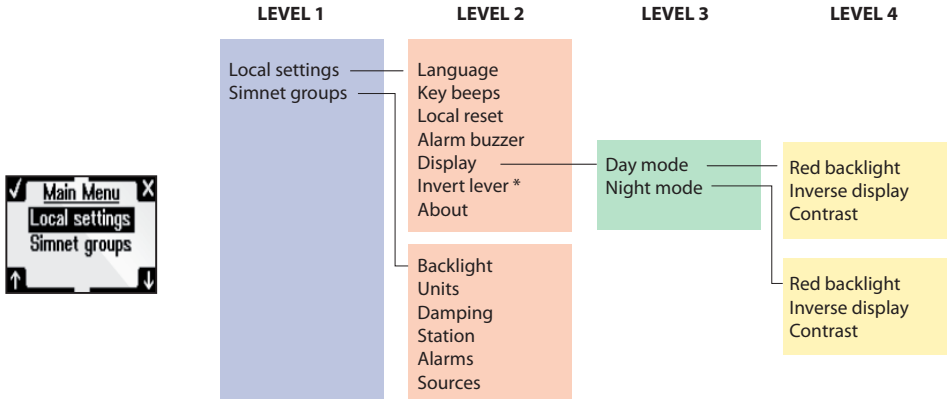 LEVEL 1
LEVEL 2
LEVEL 3
LEVEL 4
Main Menu
Local settings
Simnet groups
Local settings
Simnet groups
Language
Key beeps
Local reset
Alarm buzzer
Display
Invert lever *
About
Backlight
Units
Damping
Station
Alarms
Sources
Day mode
Night mode
Red backlight
Inverse display
Contrast
Red backlight
Inverse display
Contrast